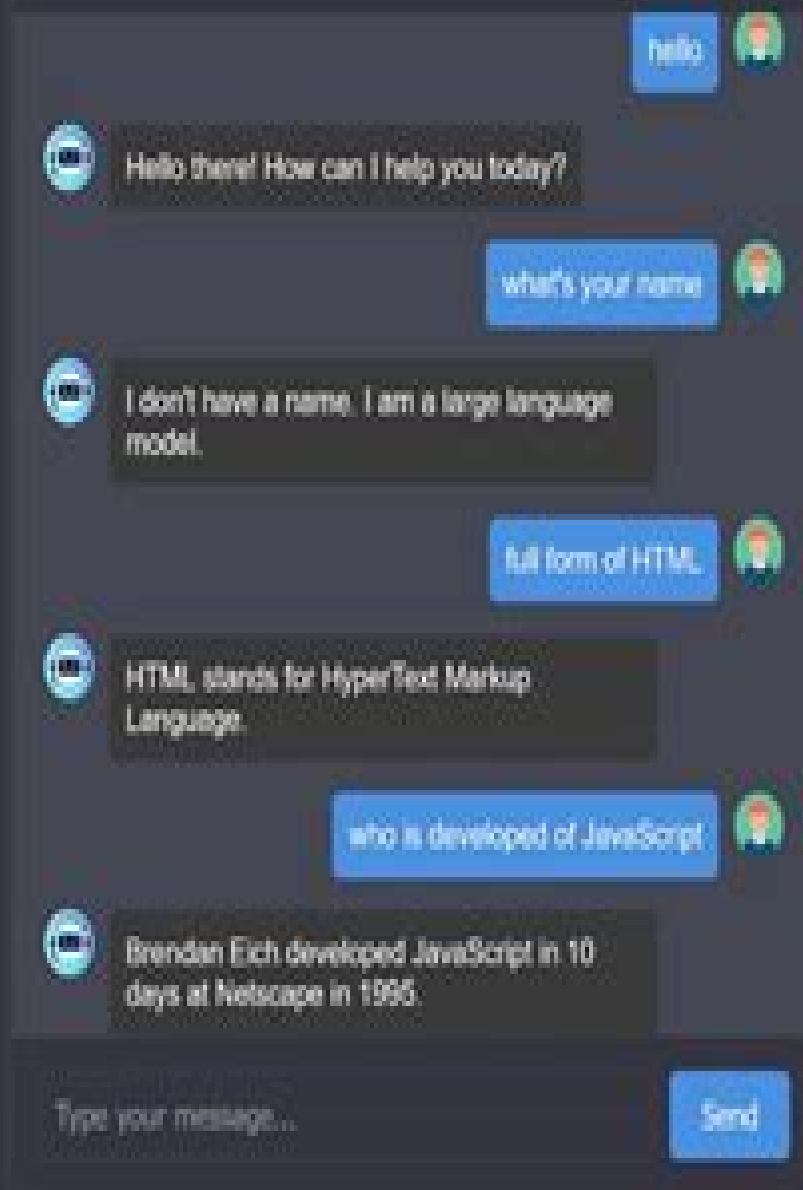 hello
Hello there! How can I help you today?
what's your name
I don't have a name. I am a large language
model.
full form of HTML
HTML stands for HyperText Markup
Language.
who is developed of JavaScript
Brendan Eich developed JavaScript in 10
days at Netscape in 1995.
Type your message...
Send